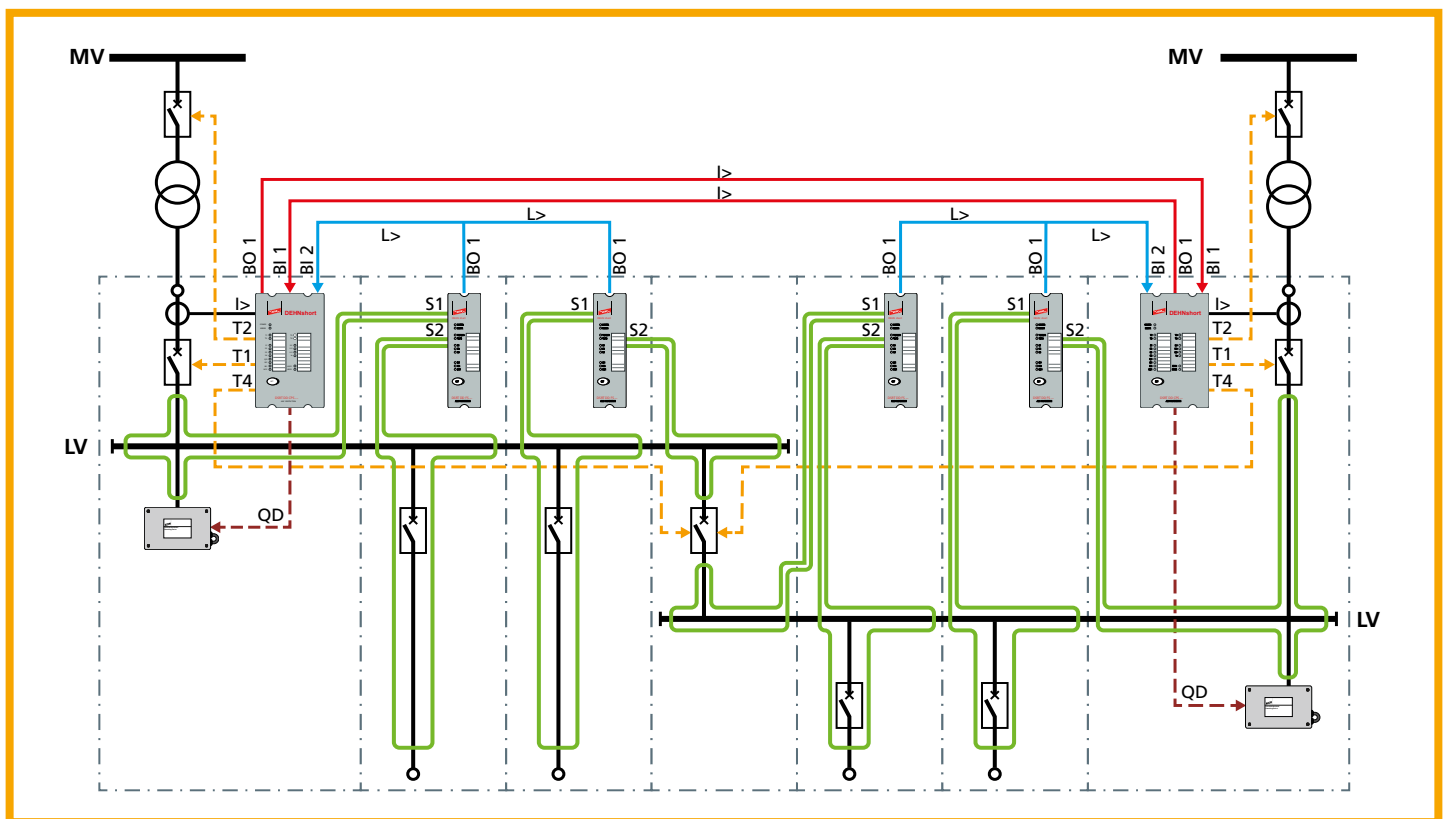 MV
MV
I>
I>
L>
L>
L>
L>
BO 1
BI 1
BI 2
BO 1
BO 1
BO 1
BO 1
BI 2
BO 1
BI 1
I>
DEHNshort
T2
T1
T4
S1
S2
S1
S2
S1
S2
S1
S2
DEHNshort
I>
T2
T1
T4
LV
QD
LV
QD